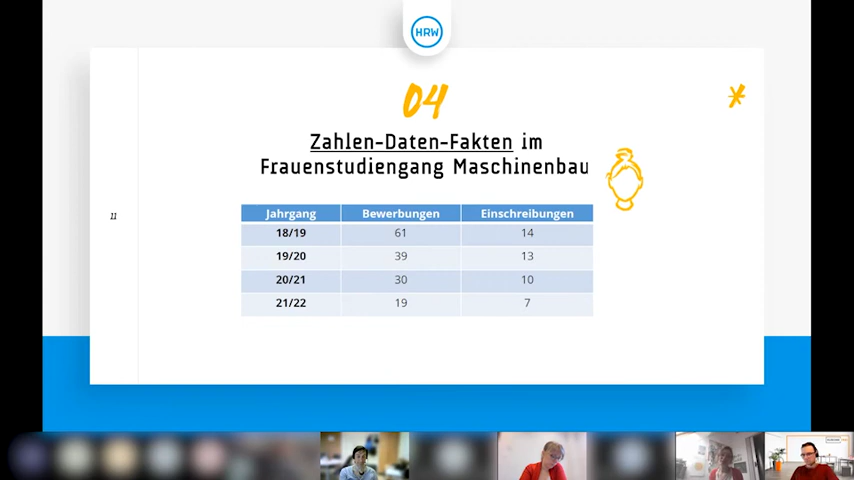 HRW
04
Zahlen-Daten-Fakten im
Frauenstudiengang Maschinenbau
11
Jahrgang Bewerbungen Einschreibungen
18/19 61 14
19/20 39 13
20/21 30 10
21/22 19 7